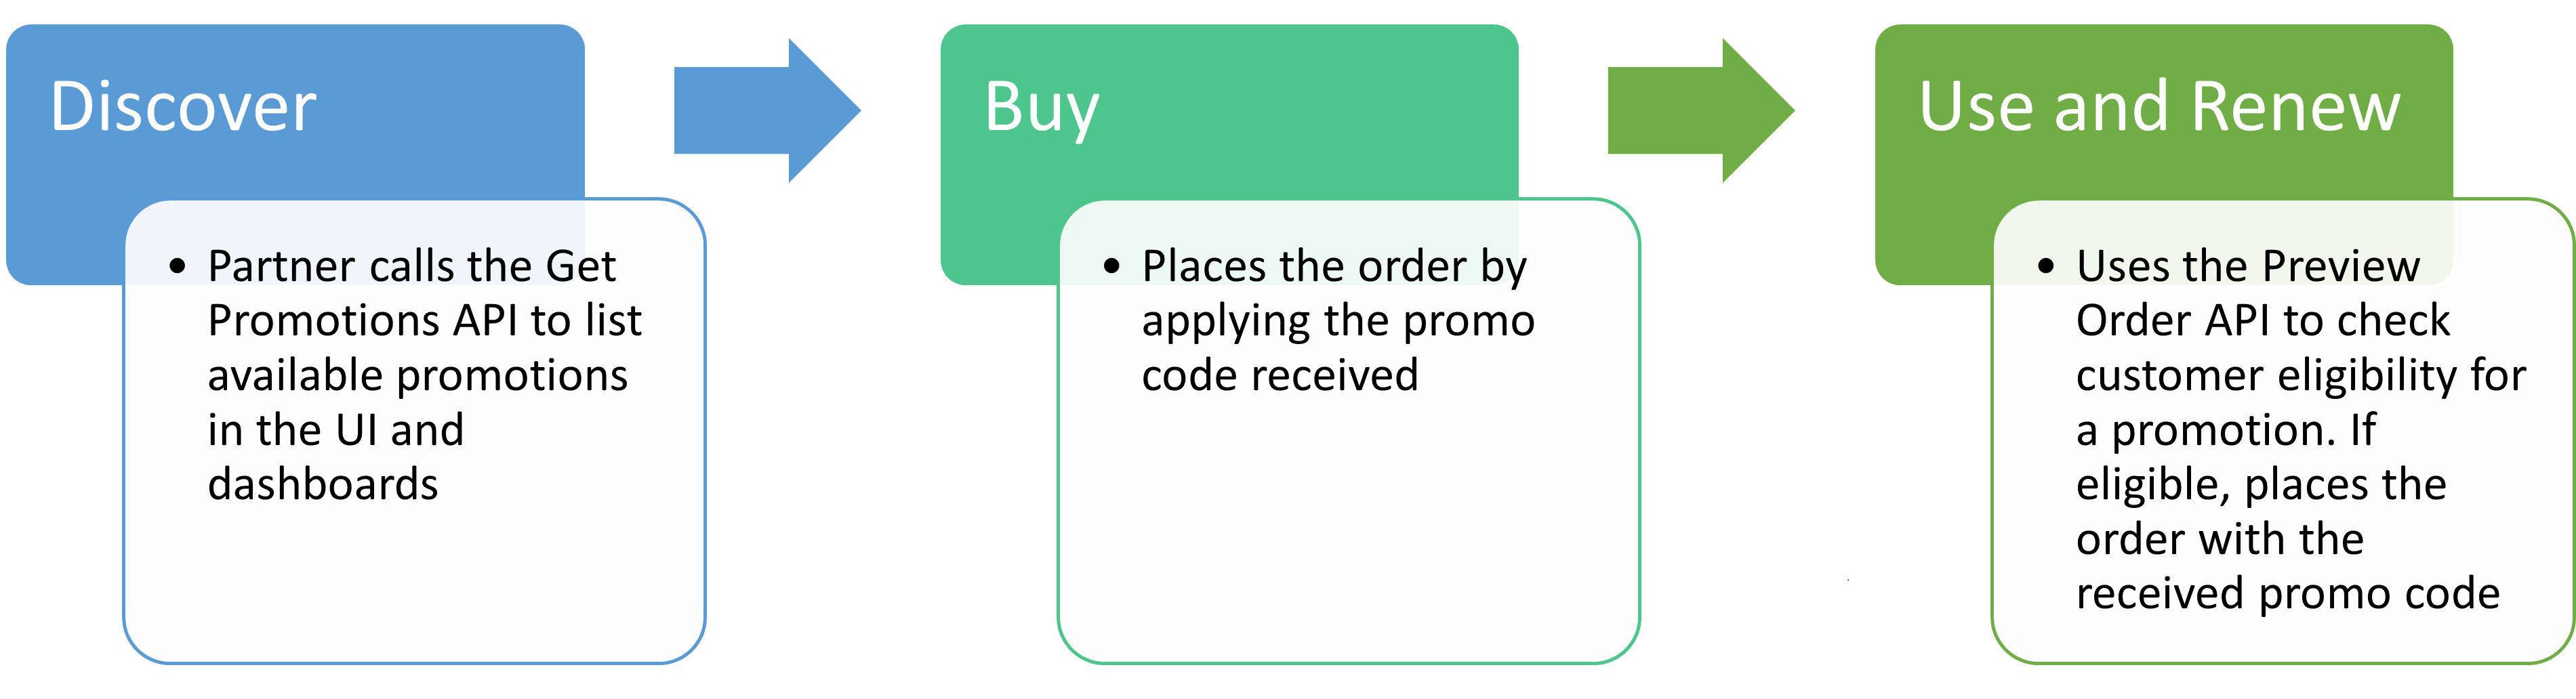 Discover
• Partner calls the Get
Promotions API to list
available promotions
in the UI and
dashboards
Buy
• Places the order by
applying the promo
code received
Use and Renew
• Uses the Preview
Order API to check
customer eligibility for
a promotion. If
eligible, places the
order with the
received promo code